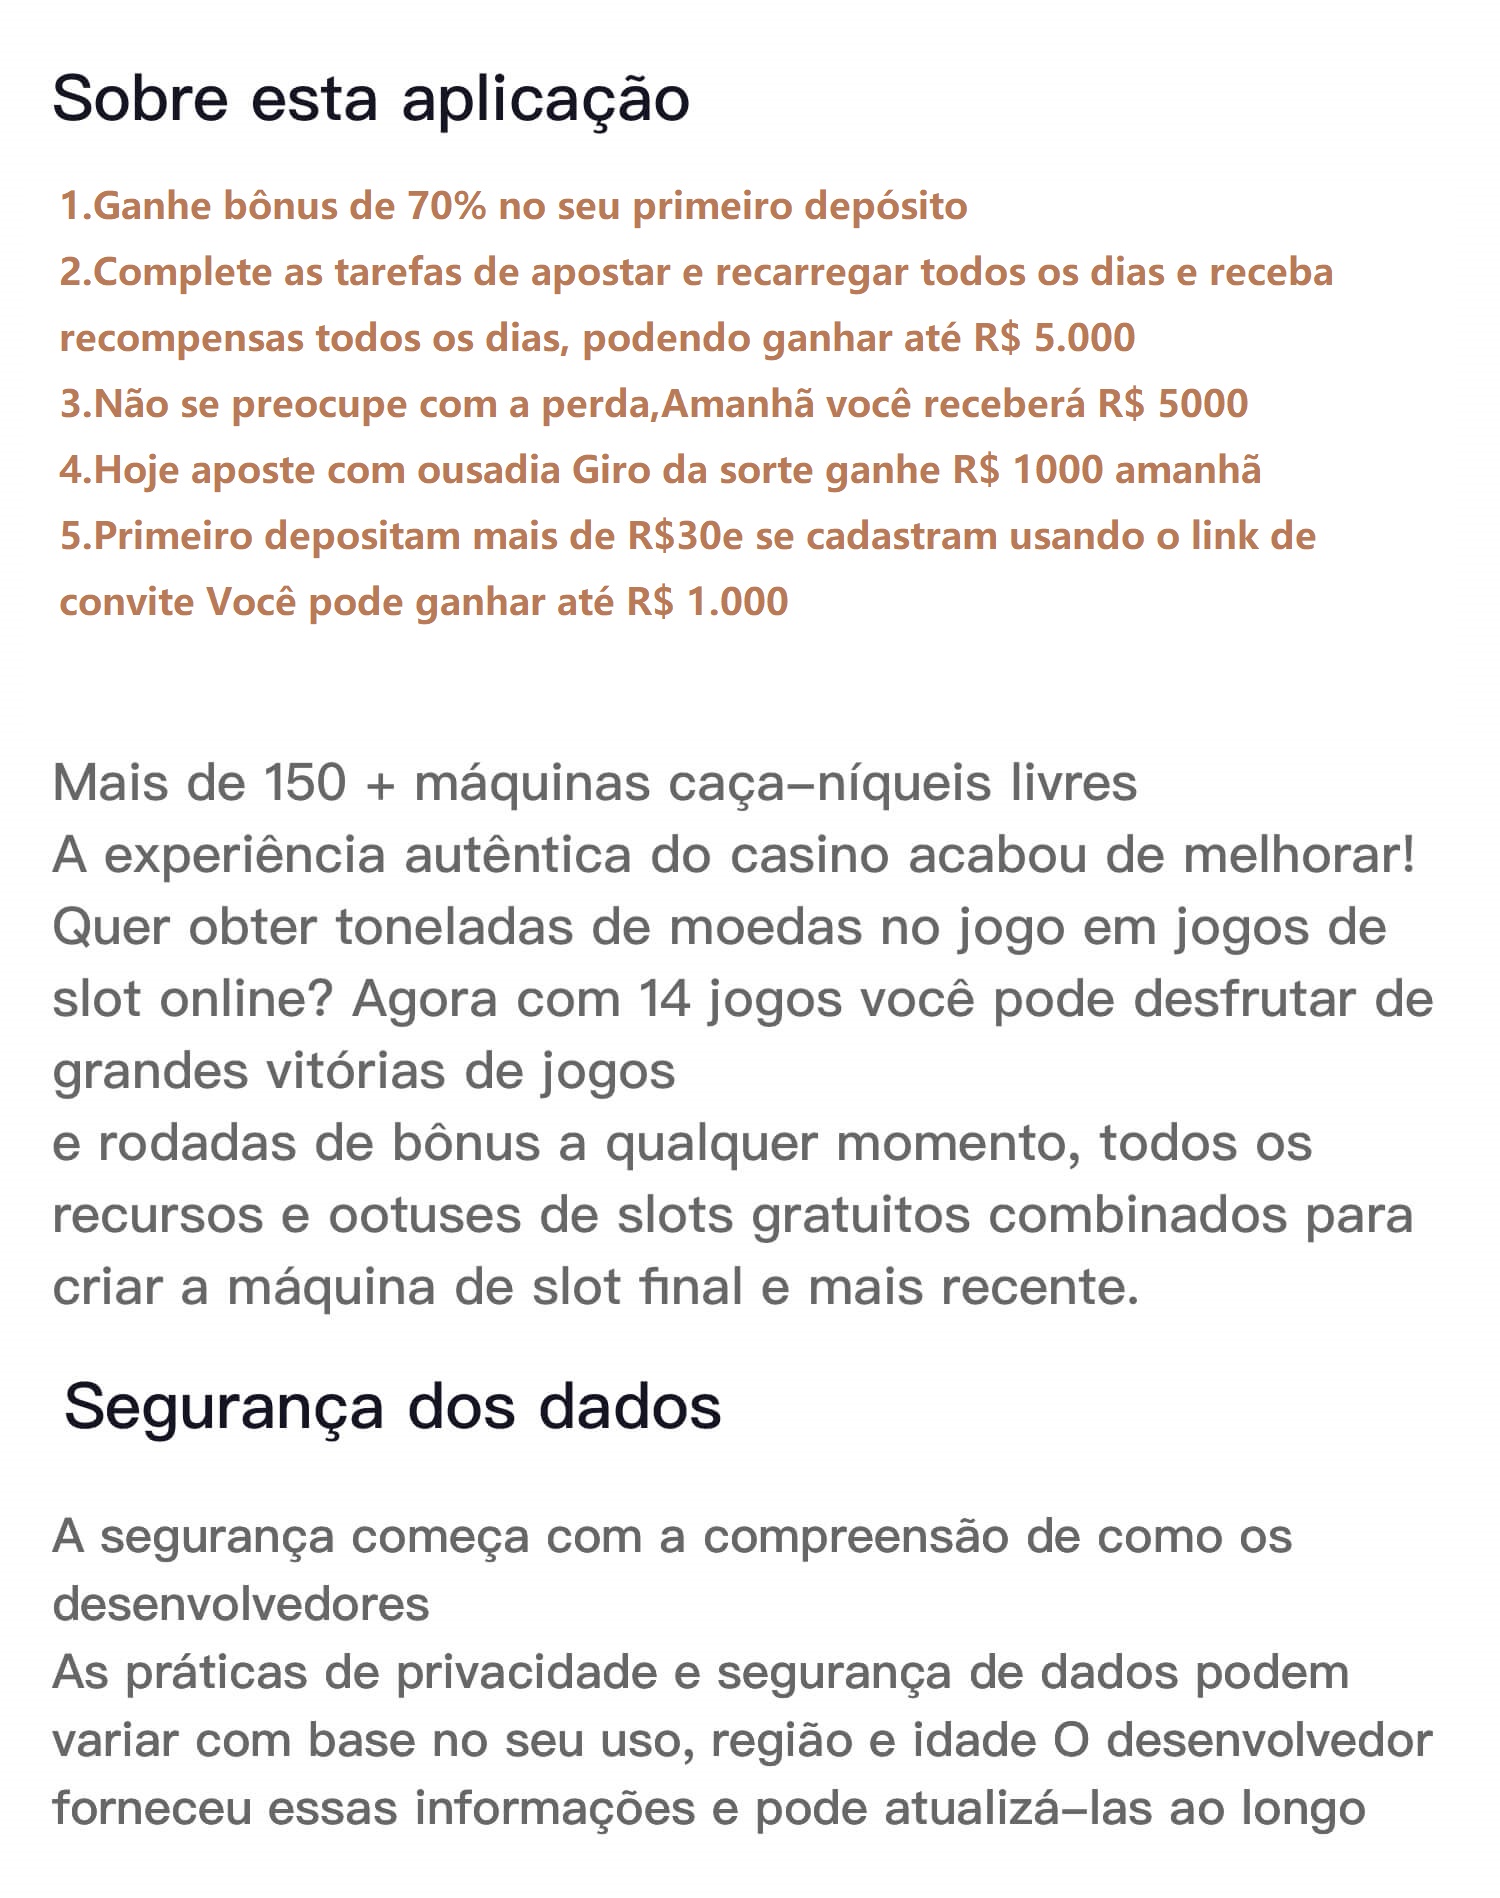 Sobre esta aplicação
1.Ganhe bônus de 70% no seu primeiro depósito
2.Complete as tarefas de apostar e recarregar todos os dias e receba
recompensas todos os dias, podendo ganhar até R$ 5.000
3.Não se preocupe com a perda,Amanhã você receberá R$ 5000
4.Hoje aposte com ousadia Giro da sorte ganhe R$ 1000 amanhã
5.Primeiro depositam mais de R$30e se cadastram usando o link de
convite Você pode ganhar até R$ 1.000
Mais de 150 + máquinas caça–níqueis livres
A experiência autêntica do casino acabou de melhorar!
Quer obter toneladas de moedas no jogo em jogos de
slot online? Agora com 14 jogos você pode desfrutar de
grandes vitórias de jogos
e rodadas de bônus a qualquer momento, todos os
recursos e ootuses de slots gratuitos combinados para
criar a máquina de slot final e mais recente.
Segurança dos dados
A segurança começa com a compreensão de como os
desenvolvedores
As práticas de privacidade e segurança de dados podem
variar com base no seu uso, região e idade O desenvolvedor
forneceu essas informações e pode atualizá–las ao longo